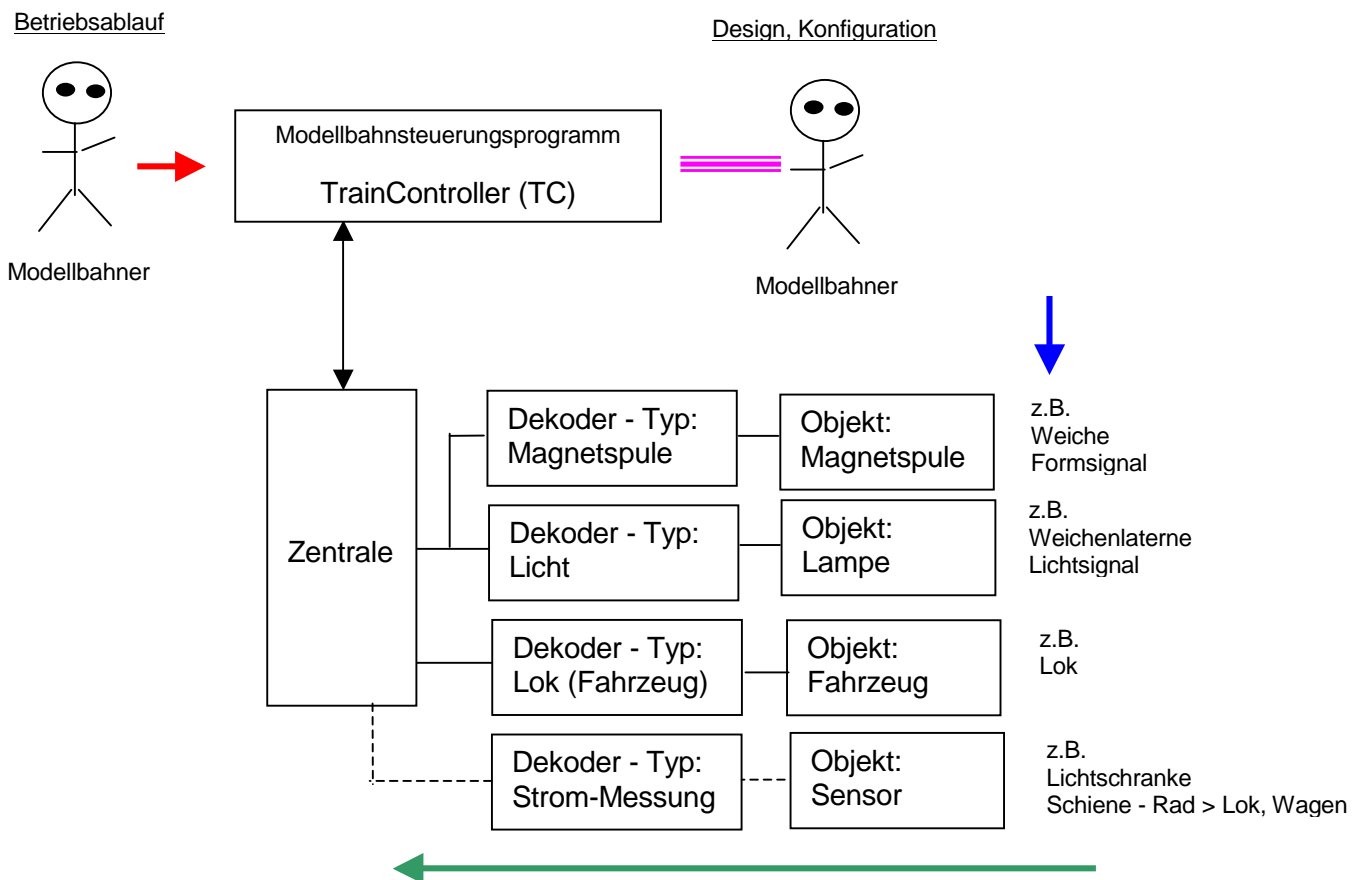 Betriebsablauf
Design, Konfiguration
Modellbahnsteuerungsprogramm
TrainController (TC)
Modellbahner
Modellbahner
Zentrale
Dekoder - Typ:
Magnetspule
Objekt:
Magnetspule
z.B.
Weiche
Formsignal
Dekoder - Typ:
Licht
Objekt:
Lampe
z.B.
Weichenlaterne
Lichtsignal
Dekoder - Typ:
Lok (Fahrzeug)
Objekt:
Fahrzeug
z.B.
Lok
Dekoder - Typ:
Strom-Messung
Objekt:
Sensor
z.B.
Lichtschranke
Schiene - Rad > Lok, Wagen